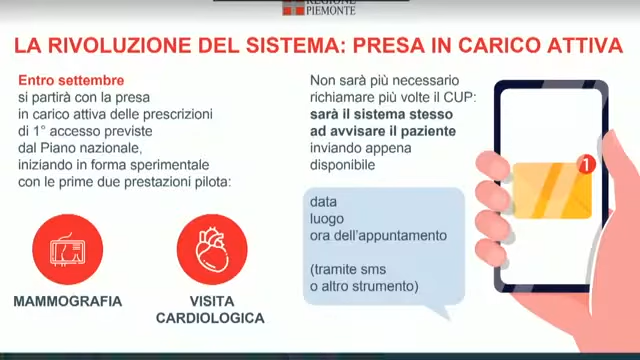 REGIONE
PIEMONTE
LA RIVOLUZIONE DEL SISTEMA: PRESA IN CARICO ATTIVA
Entro settembre
si partirà con la presa
in carico attiva delle prescrizioni
di 1° accesso previste
dal Piano nazionale,
iniziando in forma sperimentale
con le prime due prestazioni pilota:
MAMMOGRAFIA
VISITA
CARDIOLOGICA
Non sarà più necessario
richiamare più volte il CUP:
sarà il sistema stesso
ad avvisare il paziente
inviando appena
disponibile
data
luogo
ora dell'appuntamento
(tramite sms
o altro strumento)
1